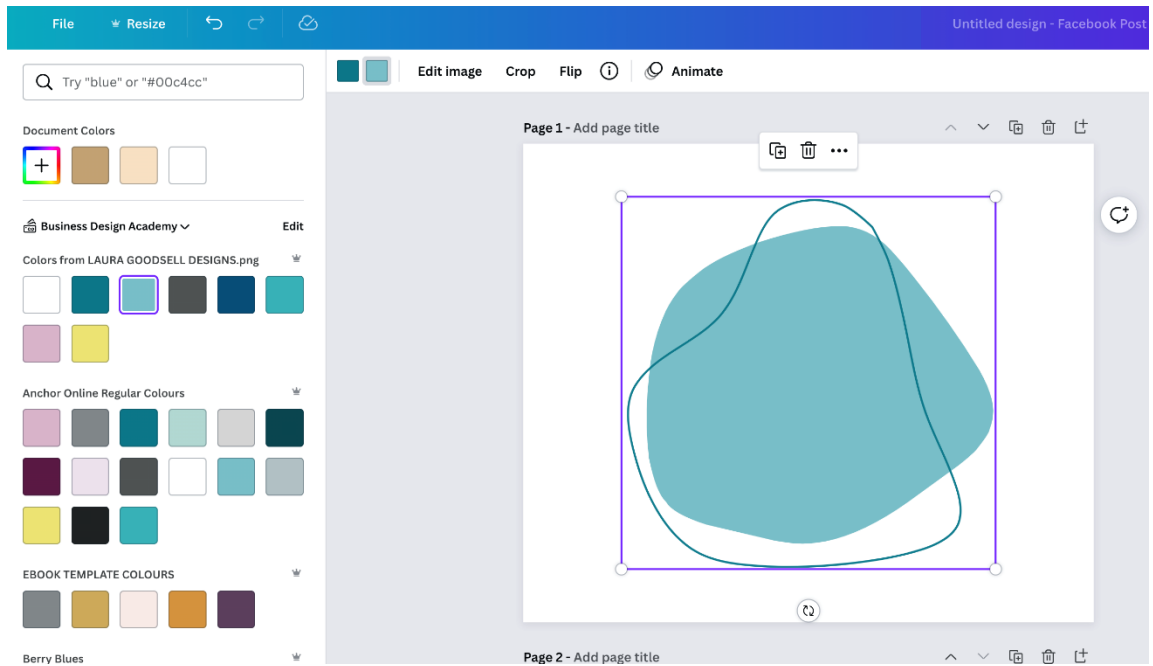 File Resize Untitled design - Facebook Post
Try "blue" or "#00c4cc"
Edit image Crop Flip Animate
Document Colors
Page 1 - Add page title
Business Design Academy Edit
Colors from LAURA GOODSELL DESIGNS.png
Anchor Online Regular Colours
EBOOK TEMPLATE COLOURS
Berry Blues
Page 2 - Add page title